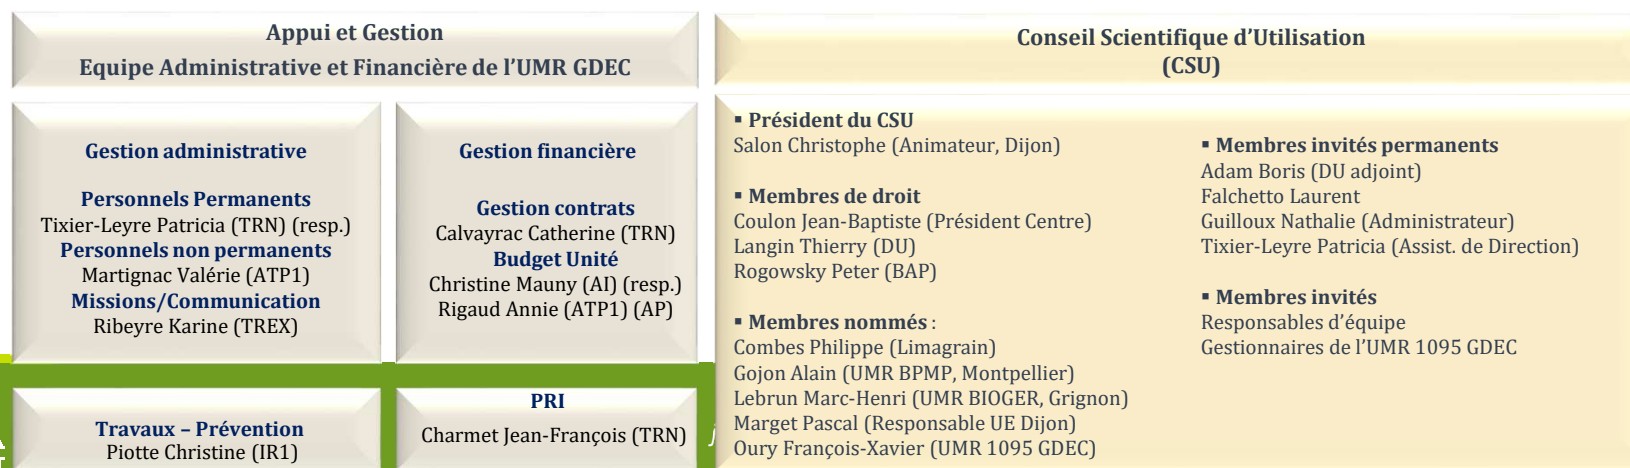 Appui et Gestion
Equipe Administrative et Financière de l'UMR GDEC
Gestion administrative
Personnels Permanents
Tixier-Leyre Patricia (TRN) (resp.)
Personnels non permanents
Martignac Valérie (ATP1)
Missions/Communication
Ribeyre Karine (TREX)
Gestion financière
Gestion contrats
Calvayrac Catherine (TRN)
Budget Unité
Christine Mauny (AI) (resp.)
Rigaud Annie (ATP1) (AP)
Travaux – Prévention
Piotte Christine (IR1)
PRI
Charmet Jean-François (TRN)
Conseil Scientifique d'Utilisation
(CSU)
▪ Président du CSU
Salon Christophe (Animateur, Dijon)
▪ Membres de droit
Coulon Jean-Baptiste (Président Centre)
Langin Thierry (DU)
Rogowsky Peter (BAP)
▪ Membres nommés :
Combes Philippe (Limagrain)
Gojon Alain (UMR BPMP, Montpellier)
Lebrun Marc-Henri (UMR BIOGER, Grignon)
Marget Pascal (Responsable UE Dijon)
Oury François-Xavier (UMR 1095 GDEC)
▪ Membres invités permanents
Adam Boris (DU adjoint)
Falchetto Laurent
Guilloux Nathalie (Administrateur)
Tixier-Leyre Patricia (Assist. de Direction)
▪ Membres invités
Responsables d'équipe
Gestionnaires de l'UMR 1095 GDEC